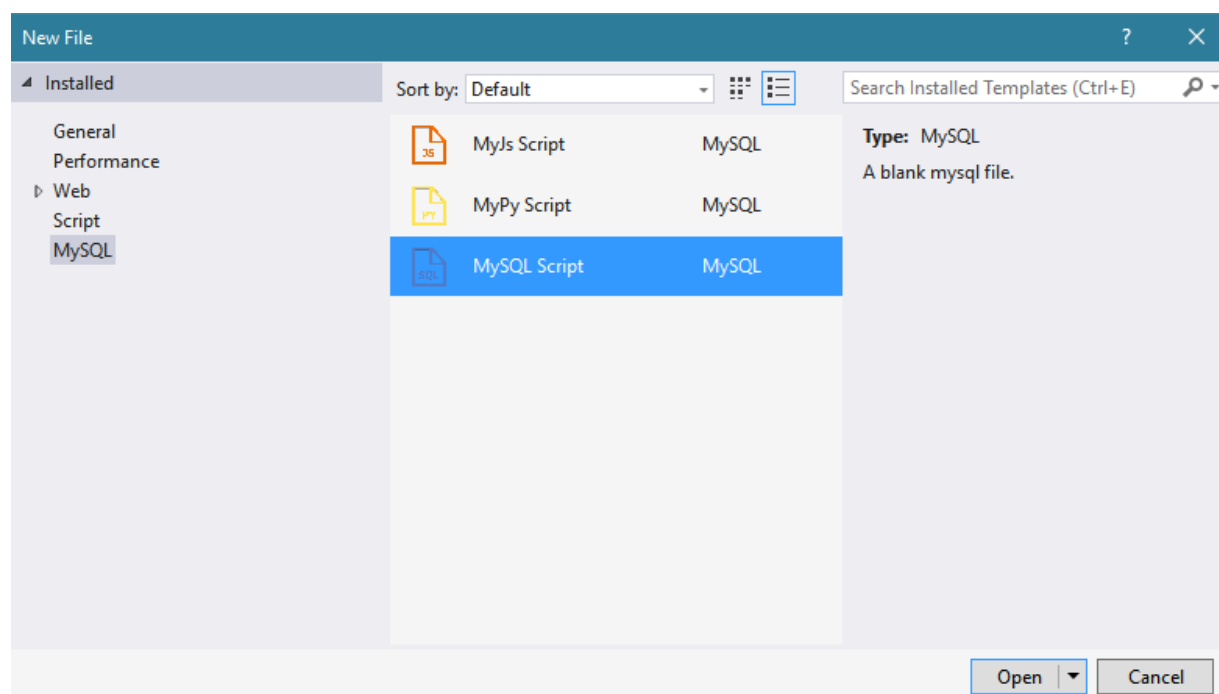 New File
?
Installed
General
Performance
Web
Script
MySQL
Sort by: Default
JS
MyJs Script MySQL
PY
MyPy Script MySQL
SQL
MySQL Script MySQL
Search Installed Templates (Ctrl+E)
Type: MySQL
A blank mysql file.
Open
Cancel